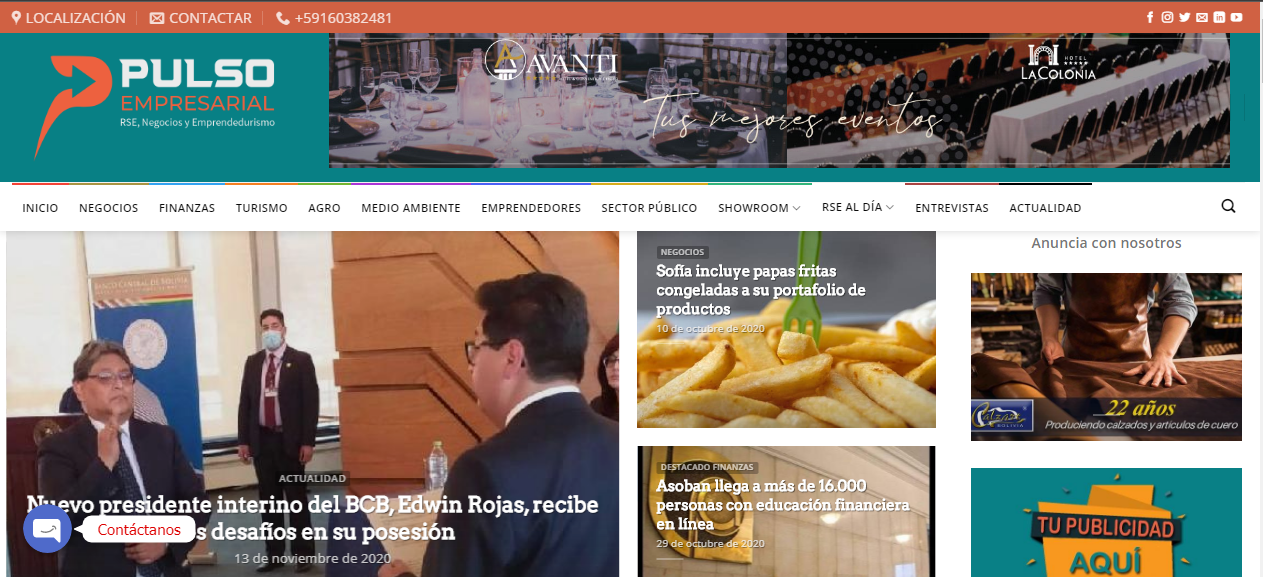 LOCALIZACIÓN
CONTACTAR
+59160382481
PULSO
EMPRESARIAL
RSE, Negocios y Emprendedurismo
AVANTI
HOTEL
LACOLONIA
Tus mejores eventos
INICIO
NEGOCIOS
FINANZAS
TURISMO
AGRO
MEDIO AMBIENTE
EMPRENDEDORES
SECTOR PÚBLICO
SHOWROOM
RSE AL DÍA
ENTREVISTAS
ACTUALIDAD
BANCO CENTRAL DE BOLIVIA
ACTUALIDAD
Nuevo presidente interino del BCB, Edwin Rojas, recibe
s desafíos en su posesión
13 de noviembre de 2020
Contáctanos
NEGOCIOS
Sofía incluye papas fritas
congeladas a su portafolio de
productos
10 de octubre de 2020
DESTACADO FINANZAS
Asoban llega a más de 16.000
personas con educación financiera
en línea
29 de octubre de 2020
Anuncia con nosotros
22 años
Produciendo calzados y artículos de cuero
TU PUBLICIDAD
AQUÍ